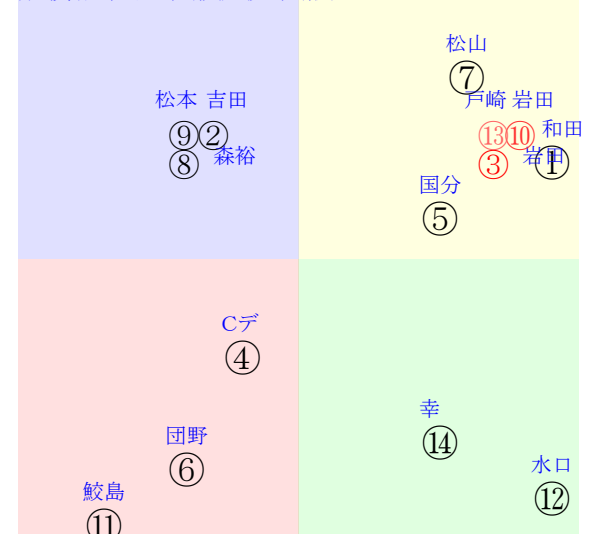 松山
⑦
松本 吉田
戸崎 岩田
⑨②
⑬⑩
和田
⑧
森裕
③
岩田
①
国分
⑤
Cデ
④
幸
⑭
団野
⑥
水口
⑫
鮫島
⑪